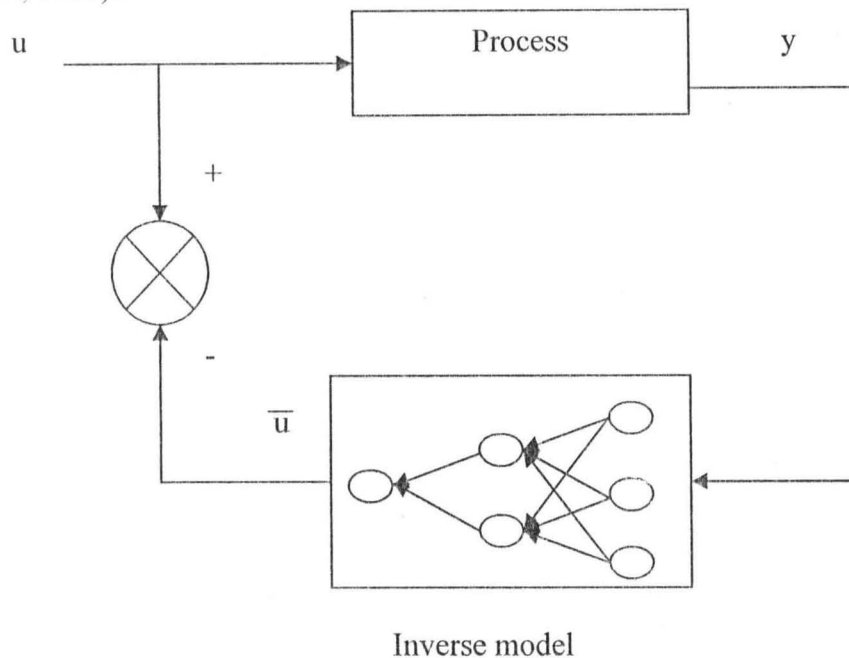 u
Process
y
+
-
u̅
Inverse model